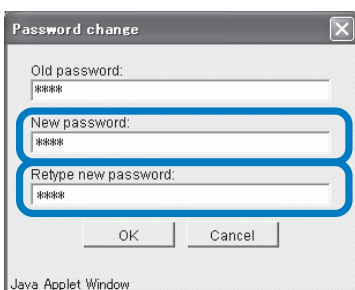 Password change
Old password:
****
New password:
****
Retype new password:
****
OK Cancel
Java Applet Window